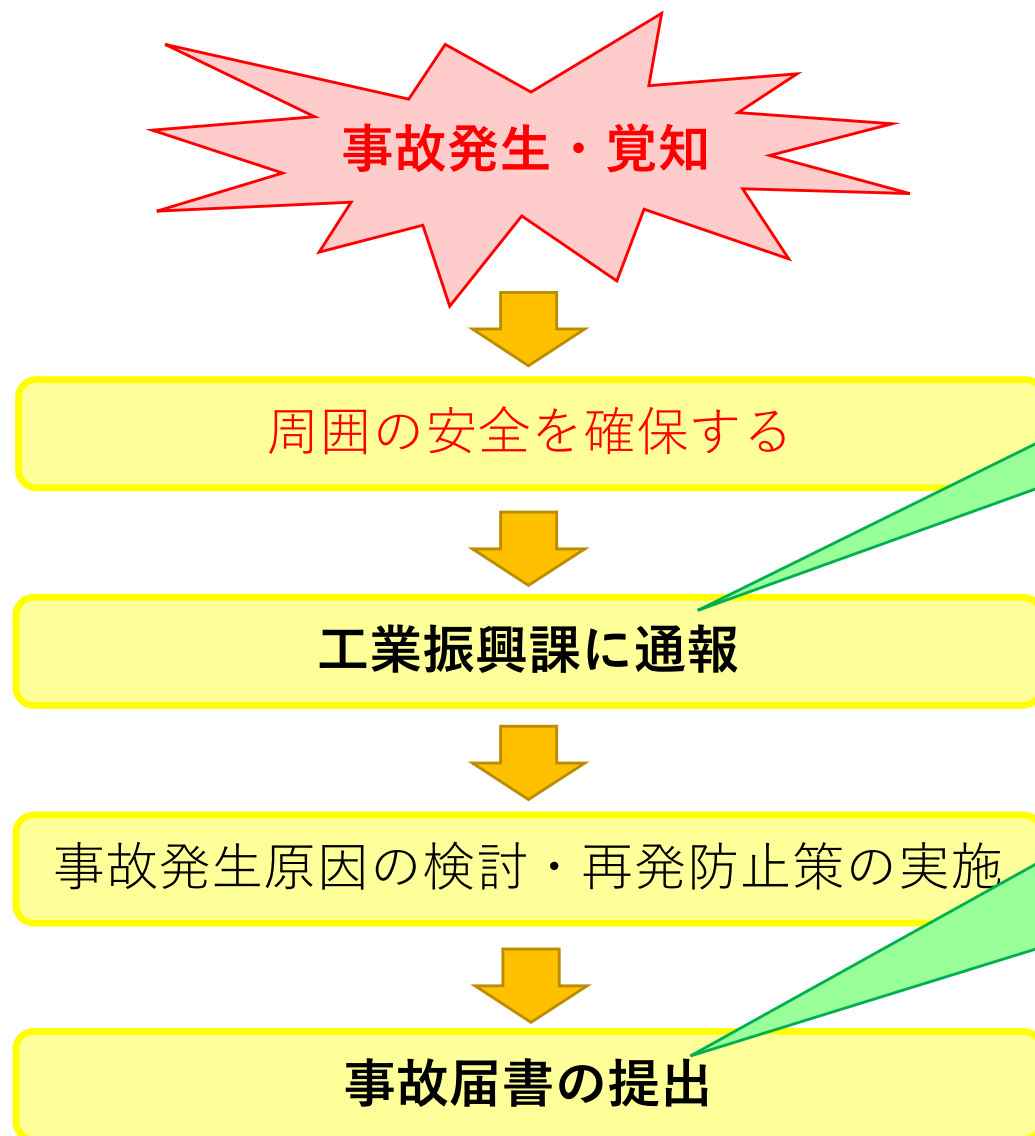 事故発生・覚知
周囲の安全を確保する
工業振興課に通報
事故発生原因の検討・再発防止策の実施
事故届書の提出